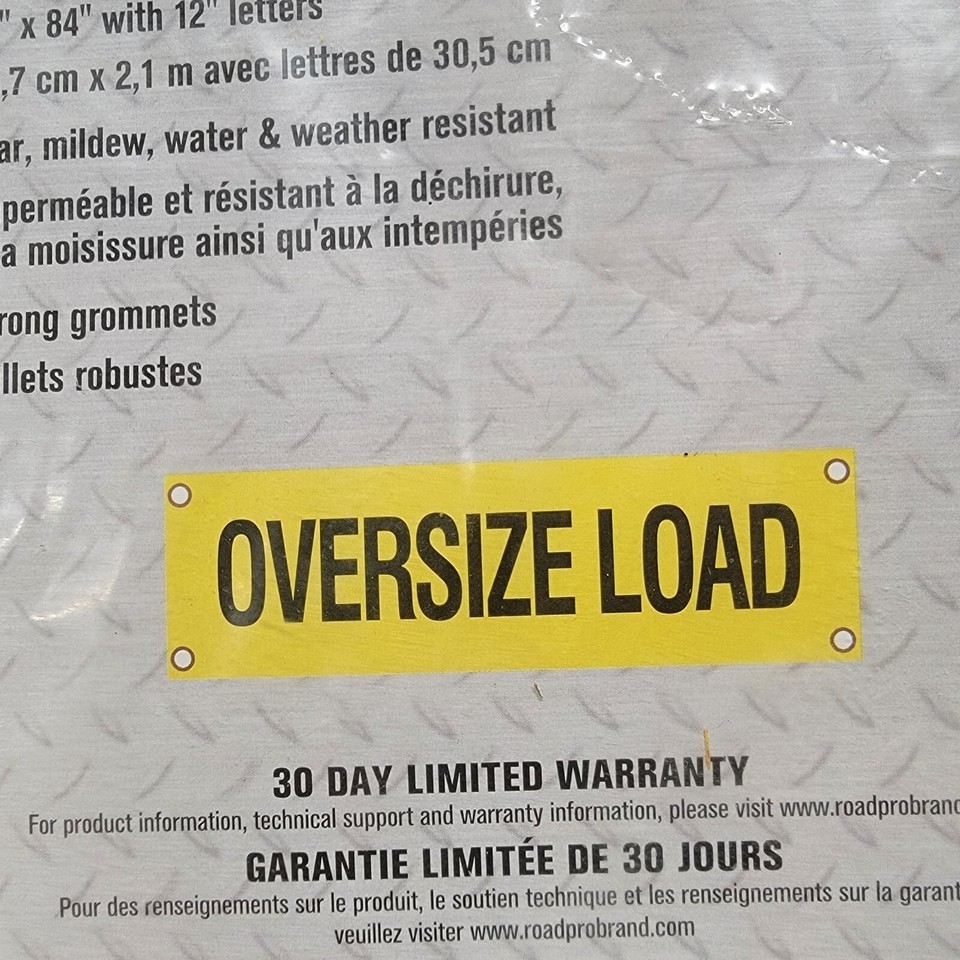 " x 84" with 12" letters
,7 cm x 2,1 m avec lettres de 30,5 cm
ar, mildew, water & weather resistant
perméable et résistant à la déchirure,
a moisissure ainsi qu'aux intempéries
rong grommets
llets robustes
OVERSIZE LOAD
30 DAY LIMITED WARRANTY
For product information, technical support and warranty information, please visit www.roadprobrand
GARANTIE LIMITÉE DE 30 JOURS
Pour des renseignements sur le produit, le soutien technique et les renseignements sur la garant
veuillez visiter www.roadprobrand.com